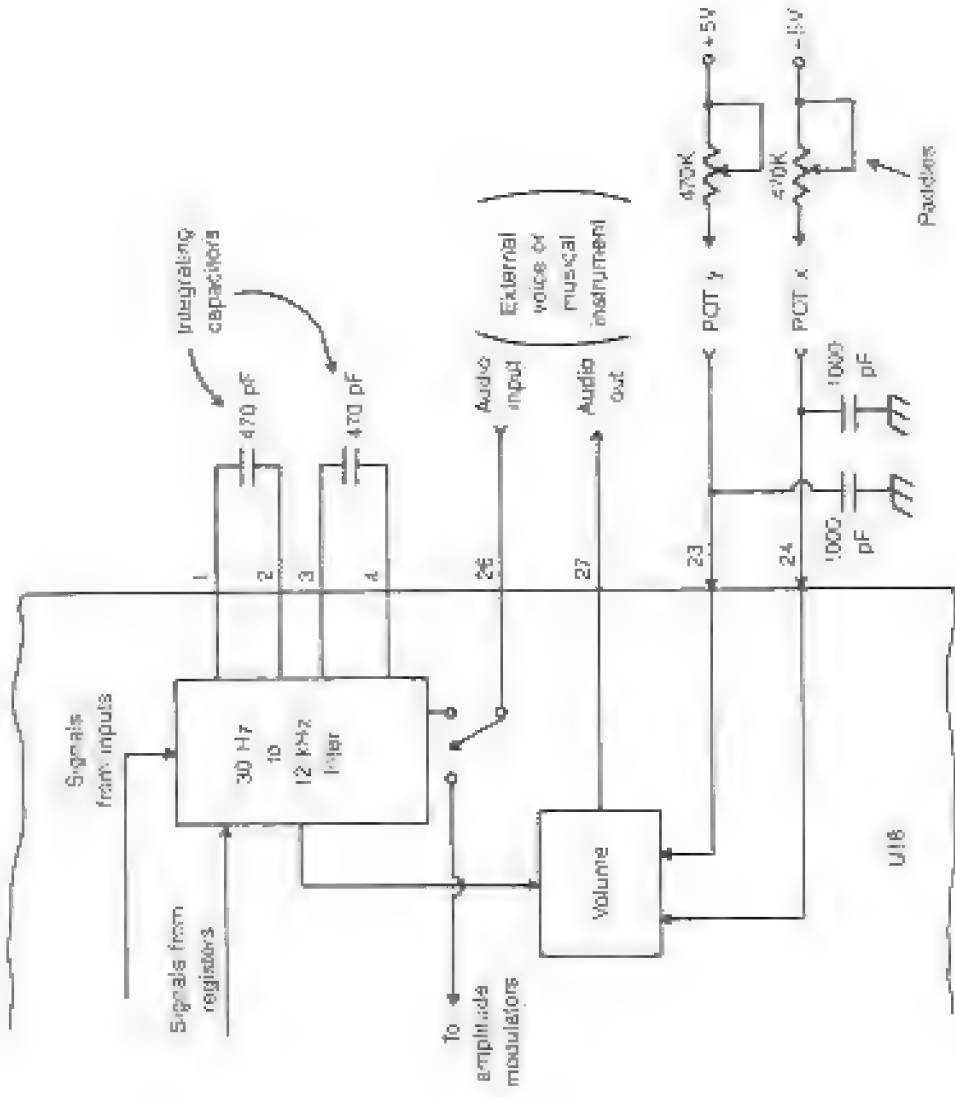 Signals
from inputs
Signals from
registors
30 Hz
to
12 kHz
filter
1
2
3
4
470 pF
470 pF
Integrating
capacitors
To
amplitude
modulators
26
Audio
input
27
Audio
out
External
voice or
musical
instrument
Volume
23
24
POT y
POT x
470K
470K
+5V
+5V
1000
pF
1000
pF
Paddles
U18